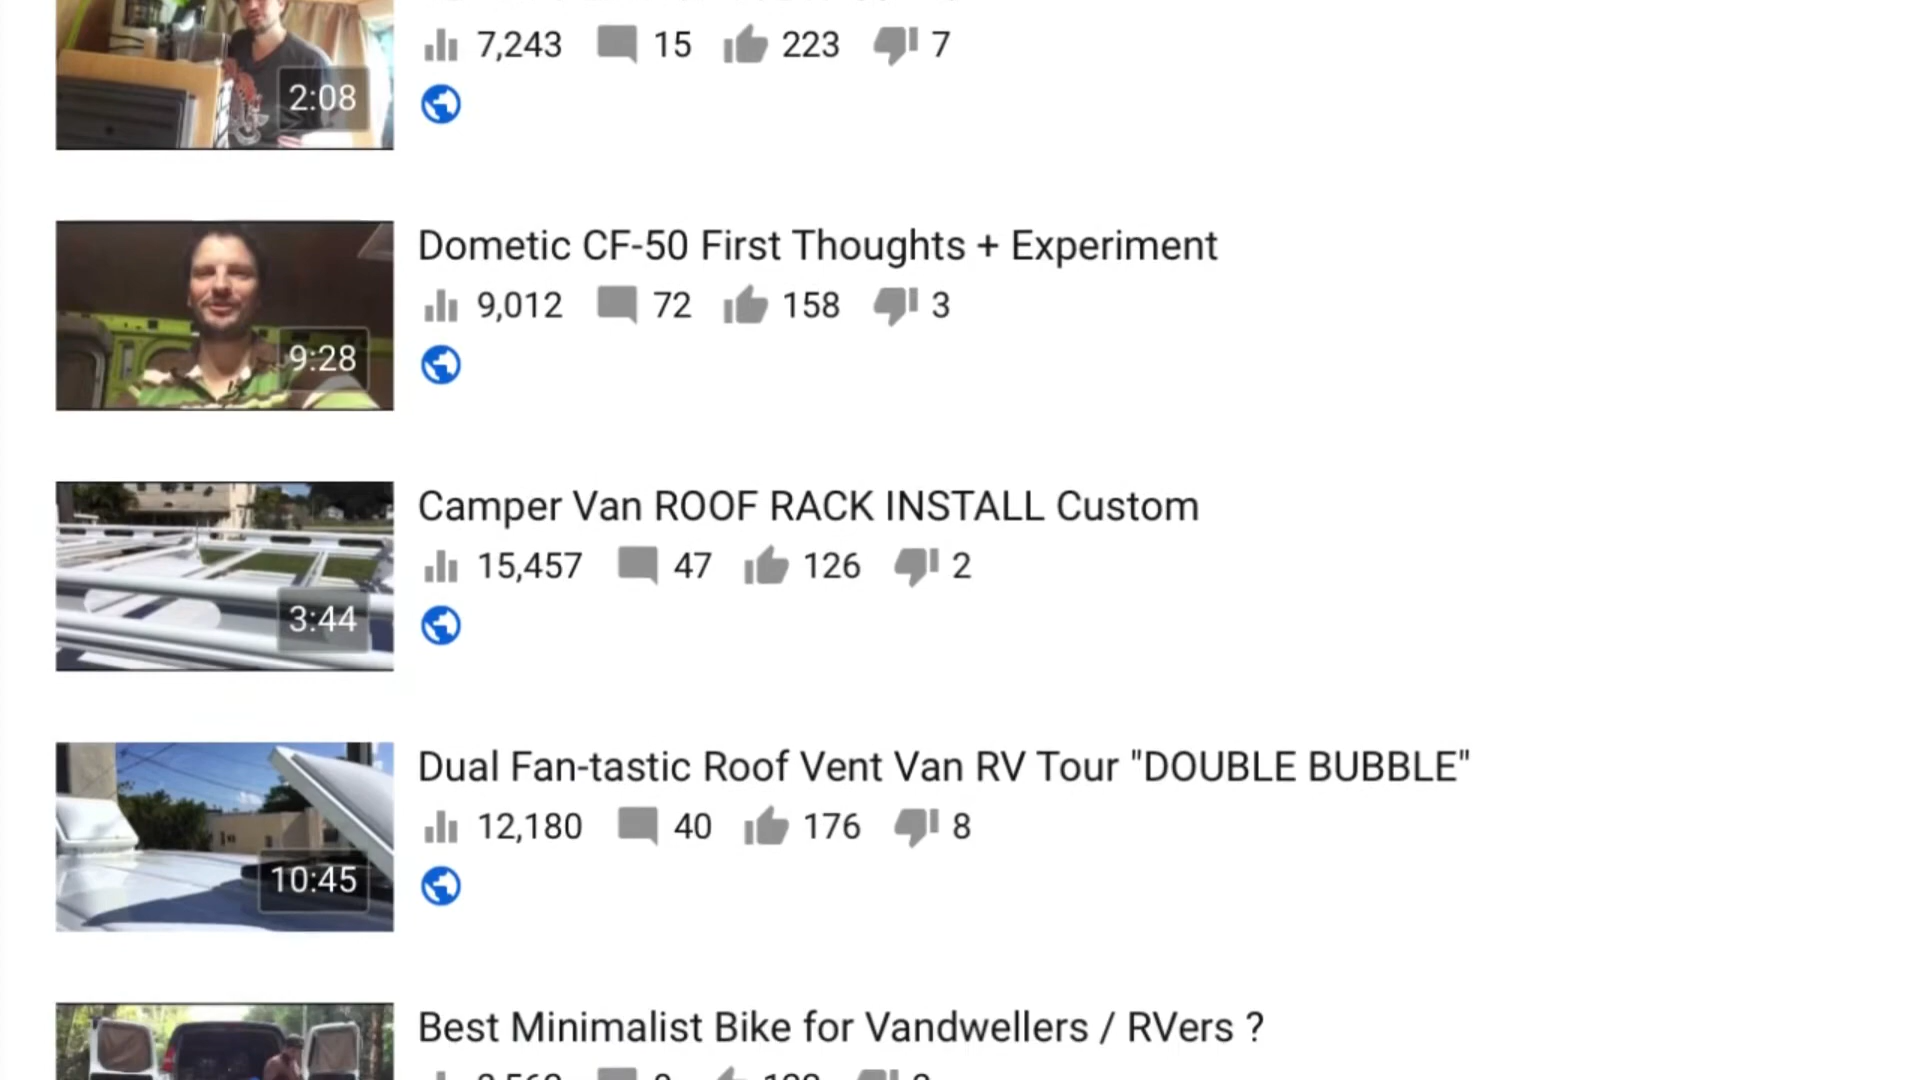 7,243 15 223 7
2:08
Dometic CF-50 First Thoughts + Experiment
9,012 72 158 3
9:28
Camper Van ROOF RACK INSTALL Custom
15,457 47 126 2
3:44
Dual Fan-tastic Roof Vent Van RV Tour "DOUBLE BUBBLE"
12,180 40 176 8
10:45
Best Minimalist Bike for Vandwellers / RVers ?